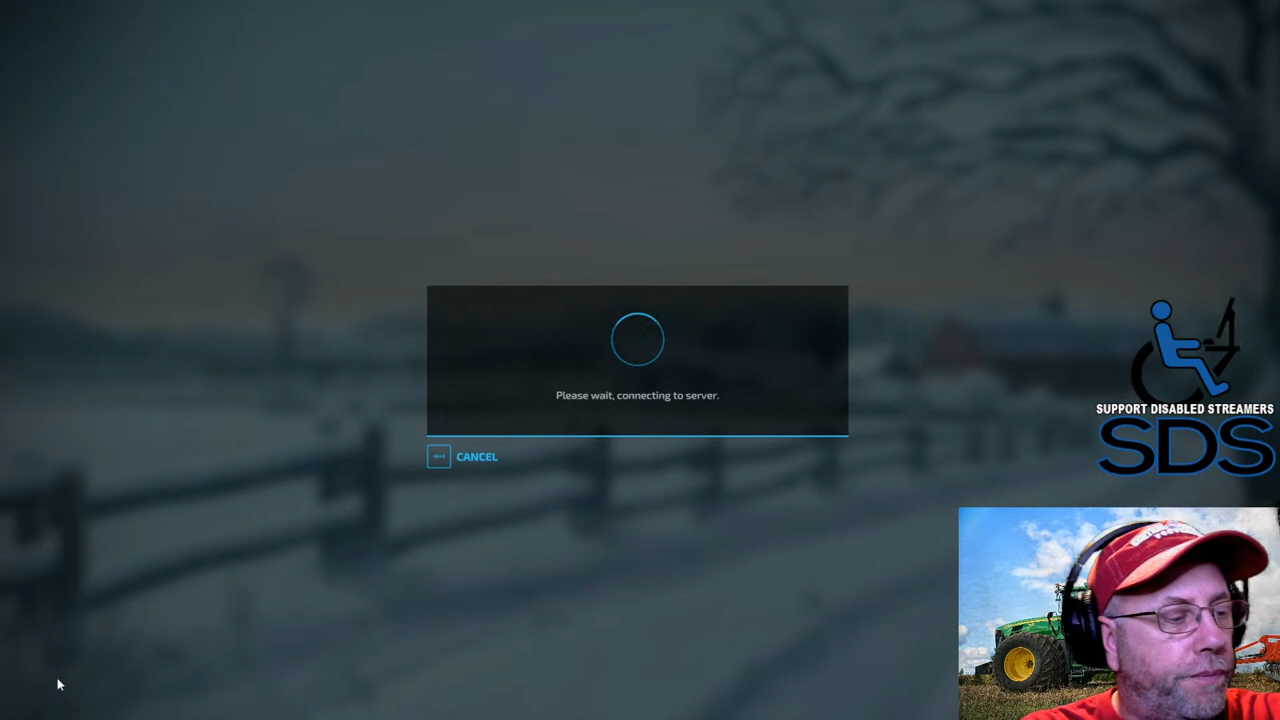 Please wait, connecting to server.
CANCEL
SUPPORT DISABLED STREAMERS
SDS